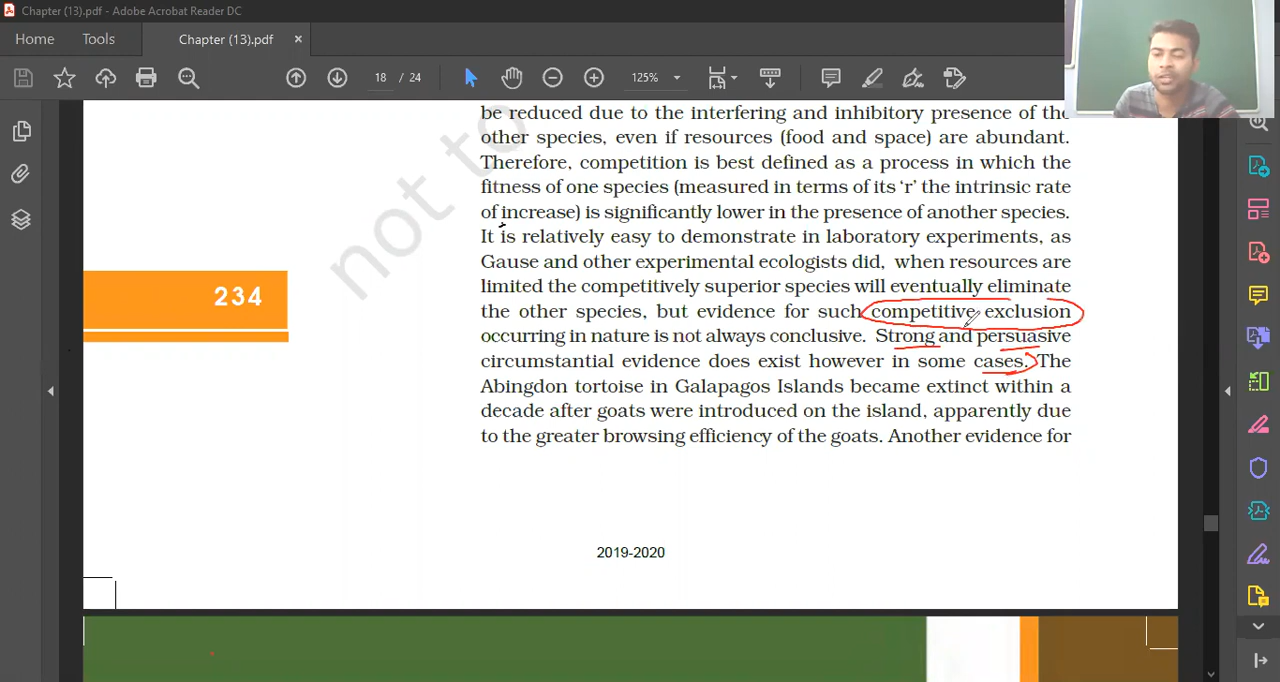 Chapter (13).pdf - Adobe Acrobat Reader DC
Home Tools Chapter (13).pdf ×
18 / 24 125%
be reduced due to the interfering and inhibitory presence of the
other species, even if resources (food and space) are abundant.
Therefore, competition is best defined as a process in which the
fitness of one species (measured in terms of its ‘r’ the intrinsic rate
of increase) is significantly lower in the presence of another species.
It is relatively easy to demonstrate in laboratory experiments, as
Gause and other experimental ecologists did, when resources are
limited the competitively superior species will eventually eliminate
the other species, but evidence for such competitive exclusion
occurring in nature is not always conclusive. Strong and persuasive
circumstantial evidence does exist however in some cases. The
Abingdon tortoise in Galapagos Islands became extinct within a
decade after goats were introduced on the island, apparently due
to the greater browsing efficiency of the goats. Another evidence for
not to
234
2019-2020